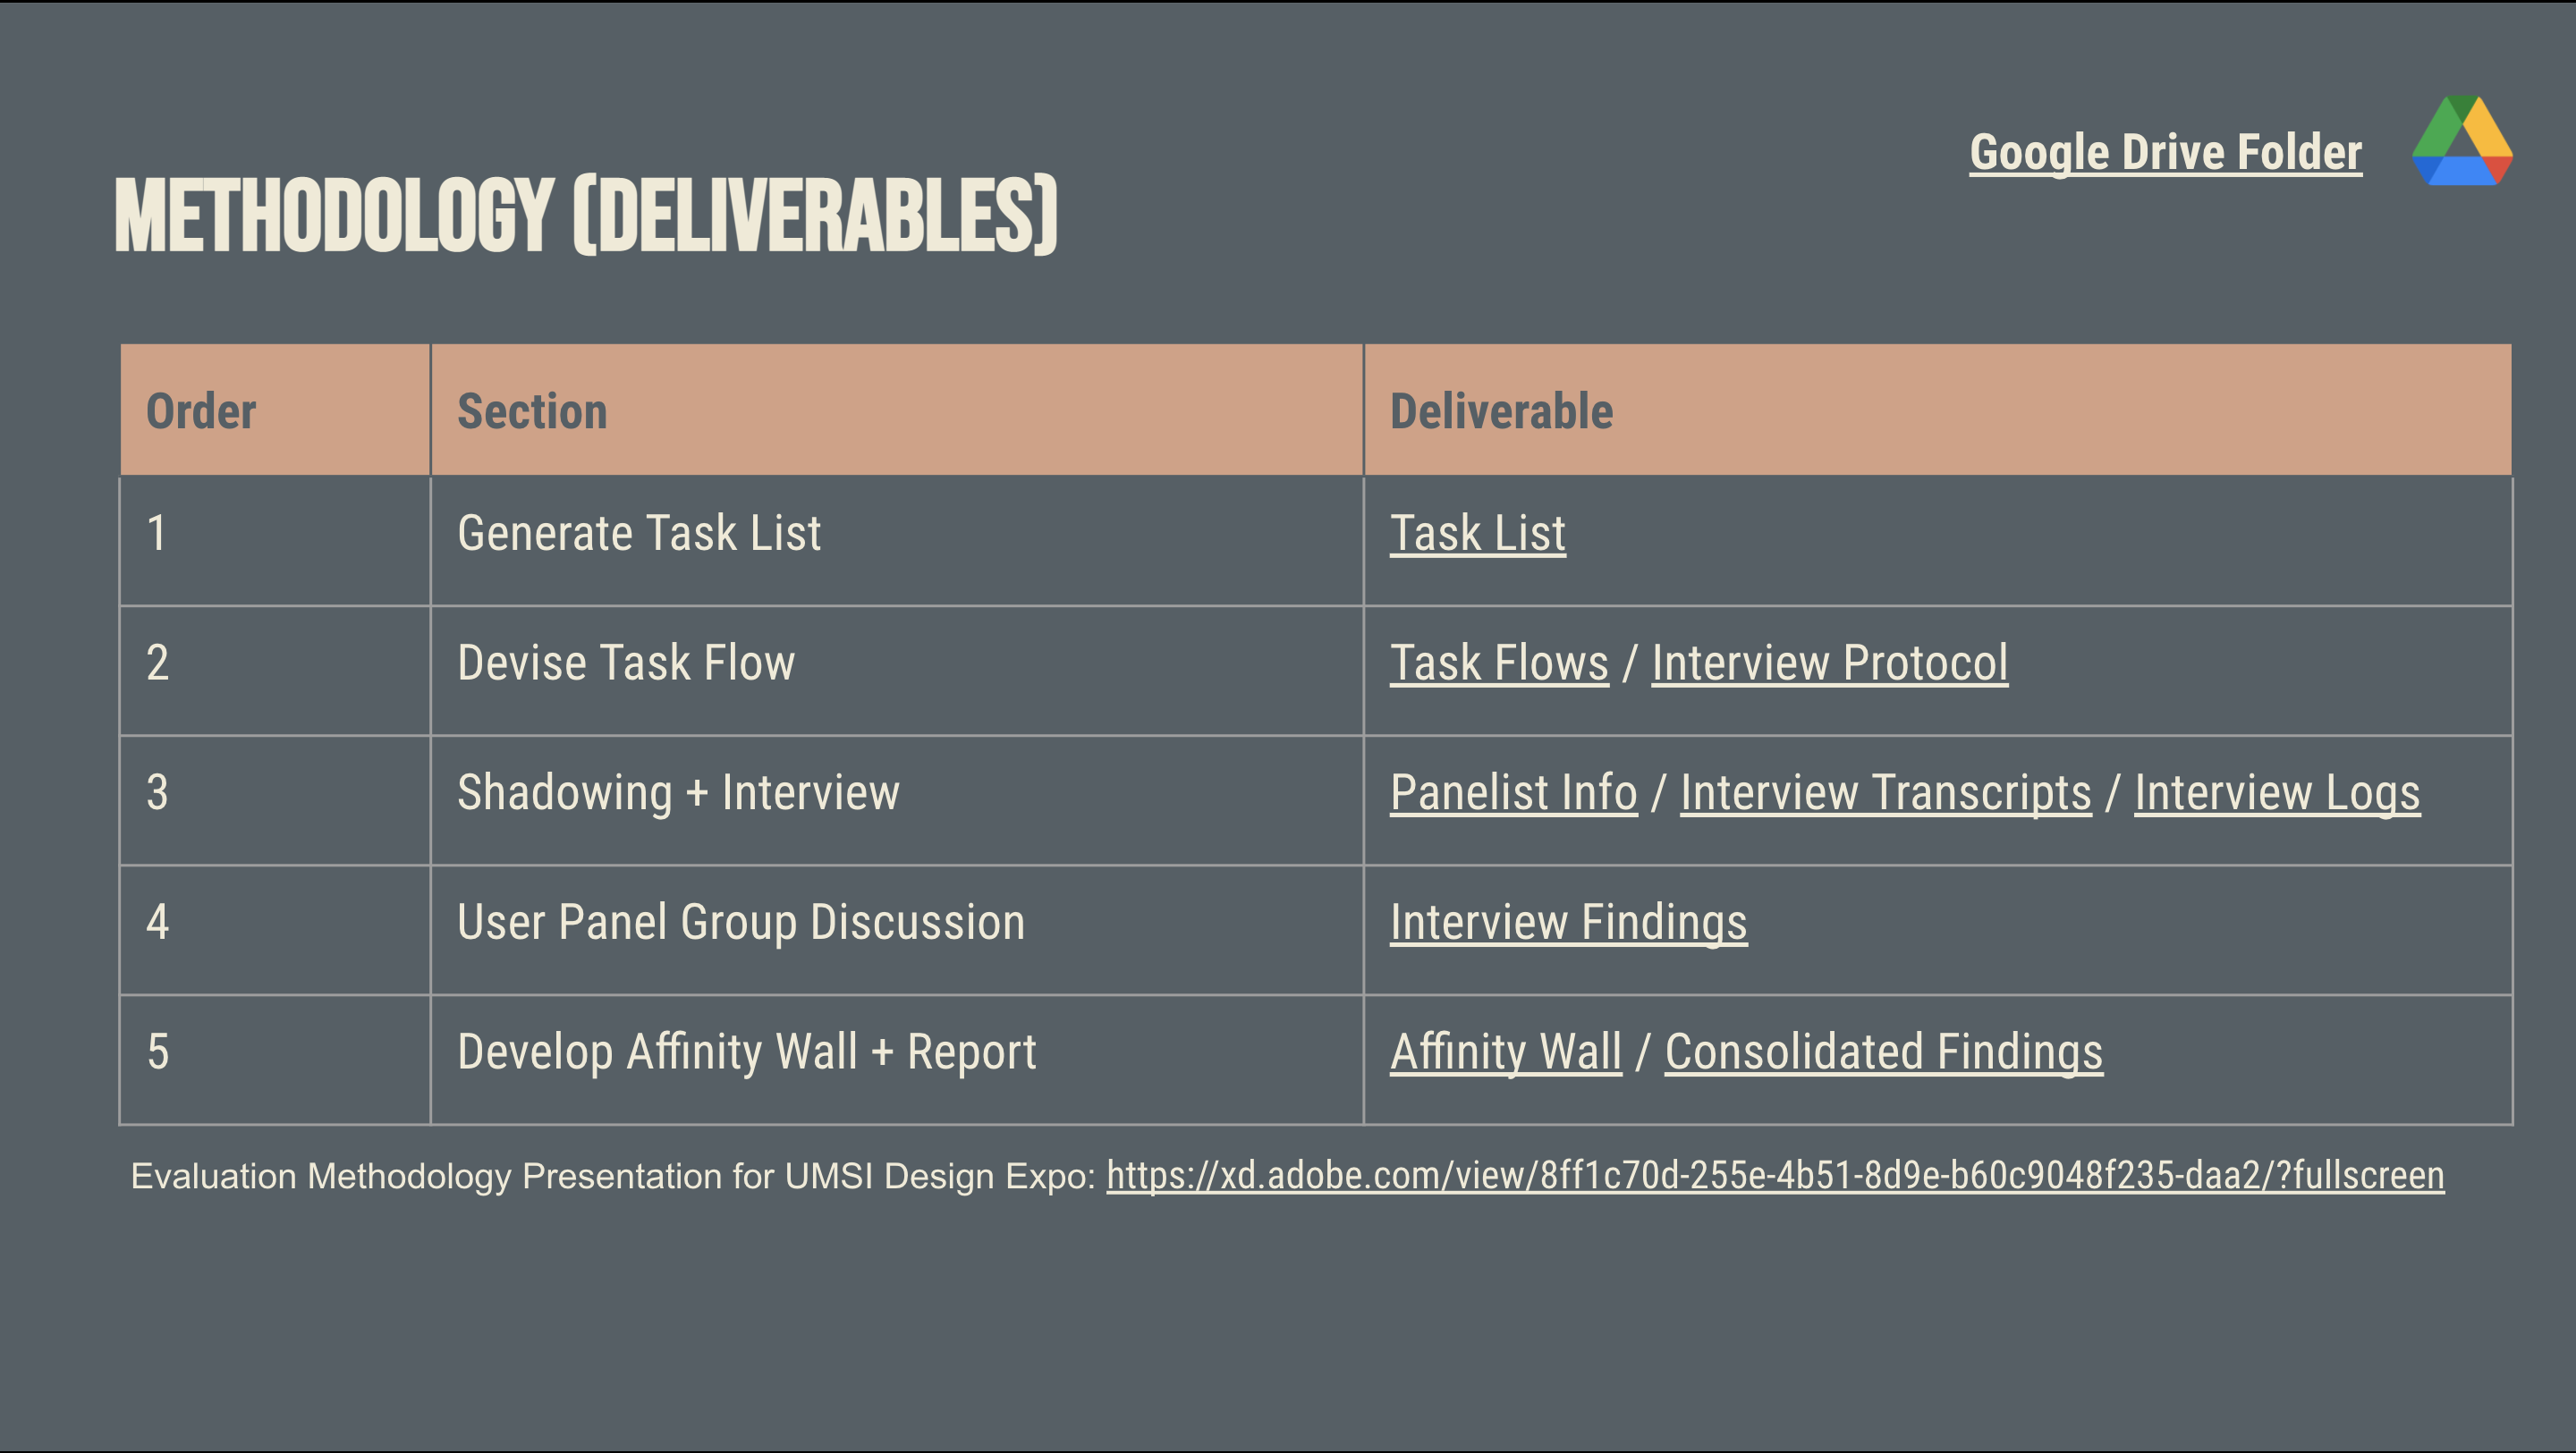 Google Drive Folder
METHODOLOGY (DELIVERABLES)
Order Section Deliverable
1 Generate Task List Task List
2 Devise Task Flow Task Flows / Interview Protocol
3 Shadowing + Interview Panelist Info / Interview Transcripts / Interview Logs
4 User Panel Group Discussion Interview Findings
5 Develop Affinity Wall + Report Affinity Wall / Consolidated Findings
Evaluation Methodology Presentation for UMSI Design Expo: https://xd.adobe.com/view/8ff1c70d-255e-4b51-8d9e-b60c9048f235-daa2/?fullscreen